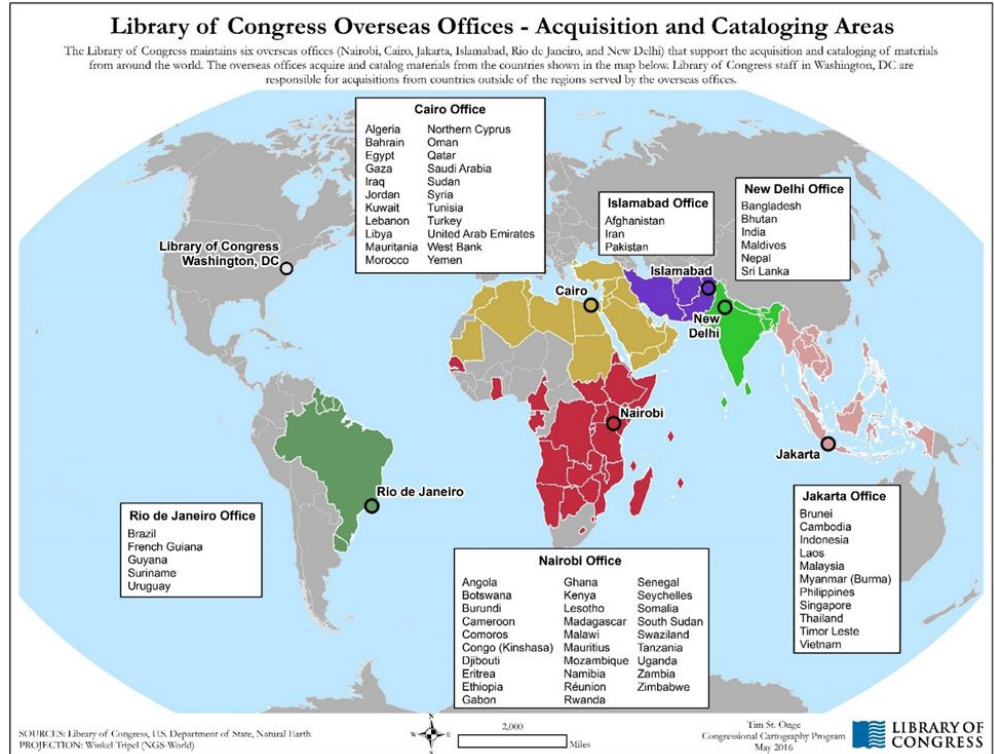 Library of Congress Overseas Offices - Acquisition and Cataloging Areas
The Library of Congress maintains six overseas offices (Nairobi, Cairo, Jakarta, Islamabad, Rio de Janeiro, and New Delhi) that support the acquisition and cataloging of materials
from around the world. The overseas offices acquire and catalog materials from the countries shown in the map below. Library of Congress staff in Washington, DC are
responsible for acquisitions from countries outside of the regions served by the overseas offices.
Cairo Office
Algeria Northern Cyprus
Bahrain Oman
Egypt Qatar
Gaza Saudi Arabia
Iraq Sudan
Jordan Syria
Kuwait Tunisia
Lebanon Turkey
Libya United Arab Emirates
Mauritania West Bank
Morocco Yemen
Islamabad Office
Afghanistan
Iran
Pakistan
New Delhi Office
Bangladesh
Bhutan
India
Maldives
Nepal
Sri Lanka
Library of Congress
Washington, DC
Cairo
Islamabad
New
Delhi
Nairobi
Jakarta
Rio de Janeiro
Rio de Janeiro Office
Brazil
French Guiana
Guyana
Suriname
Uruguay
Nairobi Office
Angola Ghana Senegal
Botswana Kenya Seychelles
Burundi Lesotho Somalia
Cameroon Madagascar South Sudan
Comoros Malawi Swaziland
Congo (Kinshasa) Mauritius Tanzania
Djibouti Mozambique Uganda
Eritrea Namibia Zambia
Ethiopia Réunion Zimbabwe
Gabon Rwanda
Jakarta Office
Brunei
Cambodia
Indonesia
Laos
Malaysia
Myanmar (Burma)
Philippines
Singapore
Thailand
Timor Leste
Vietnam
SOURCES: Library of Congress, U.S. Department of State, Natural Earth
PROJECTION: Winkel Tripel (NGS-World)
N
W E
S
2,000
Miles
Tim St. Onge
Congressional Cartography Program
May 2016
LIBRARY OF
CONGRESS